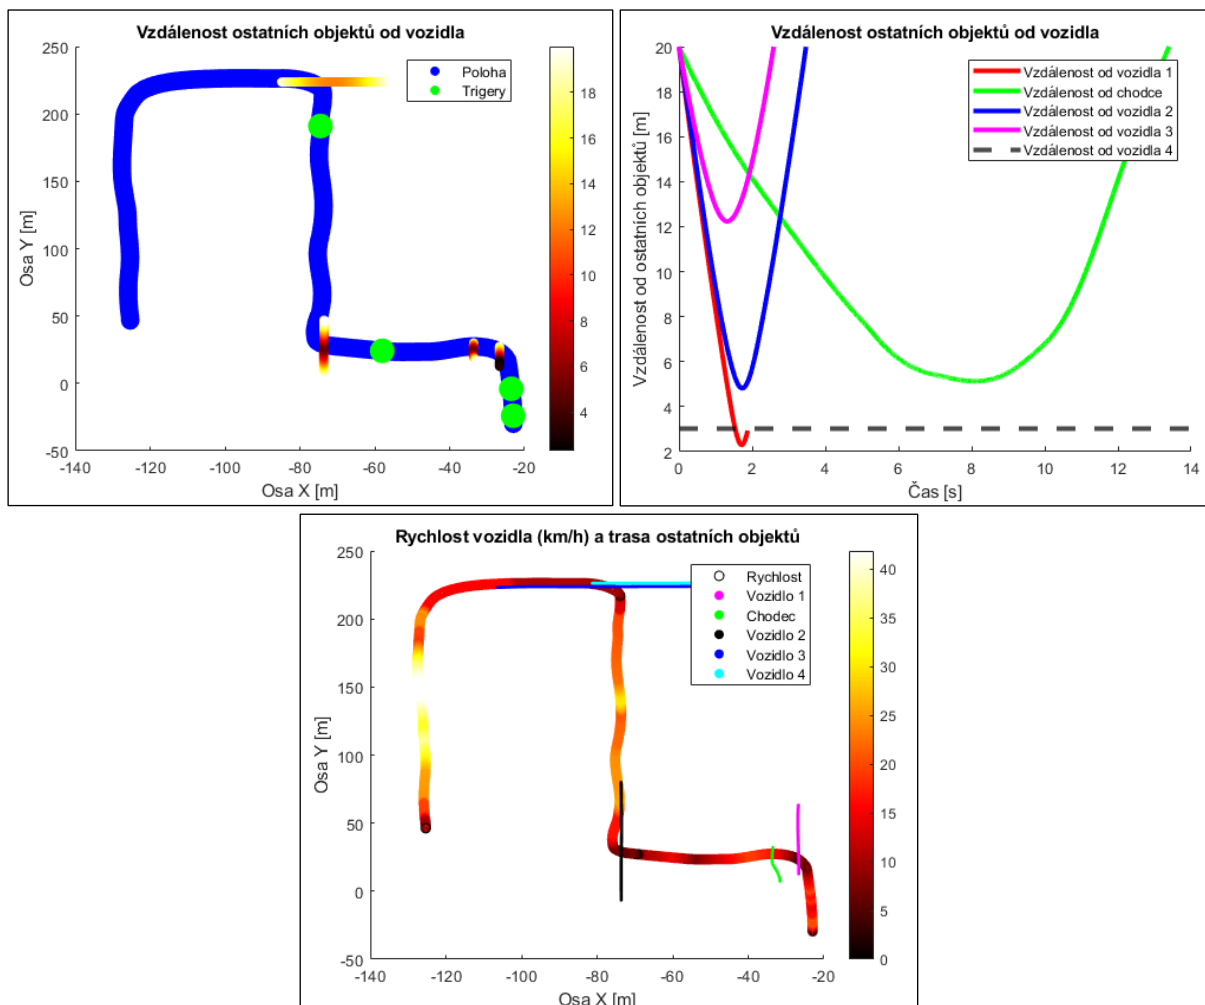 Vzdálenost ostatních objektů od vozidla
250
200
150
100
50
0
-50
Osa Y [m]
-140 -120 -100 -80 -60 -40 -20
Osa X [m]
Poloha
Trigery
18
16
14
12
10
8
6
4
Vzdálenost ostatních objektů od vozidla
20
18
16
14
12
10
8
6
4
2
Vzdálenost od ostatních objektů [m]
0 2 4 6 8 10 12 14
Čas [s]
Vzdálenost od vozidla 1
Vzdálenost od chodce
Vzdálenost od vozidla 2
Vzdálenost od vozidla 3
Vzdálenost od vozidla 4
Rychlost vozidla (km/h) a trasa ostatních objektů
250
200
150
100
50
0
-50
Osa Y [m]
-140 -120 -100 -80 -60 -40 -20
Osa X [m]
Rychlost
Vozidlo 1
Chodec
Vozidlo 2
Vozidlo 3
Vozidlo 4
40
35
30
25
20
15
10
5
0